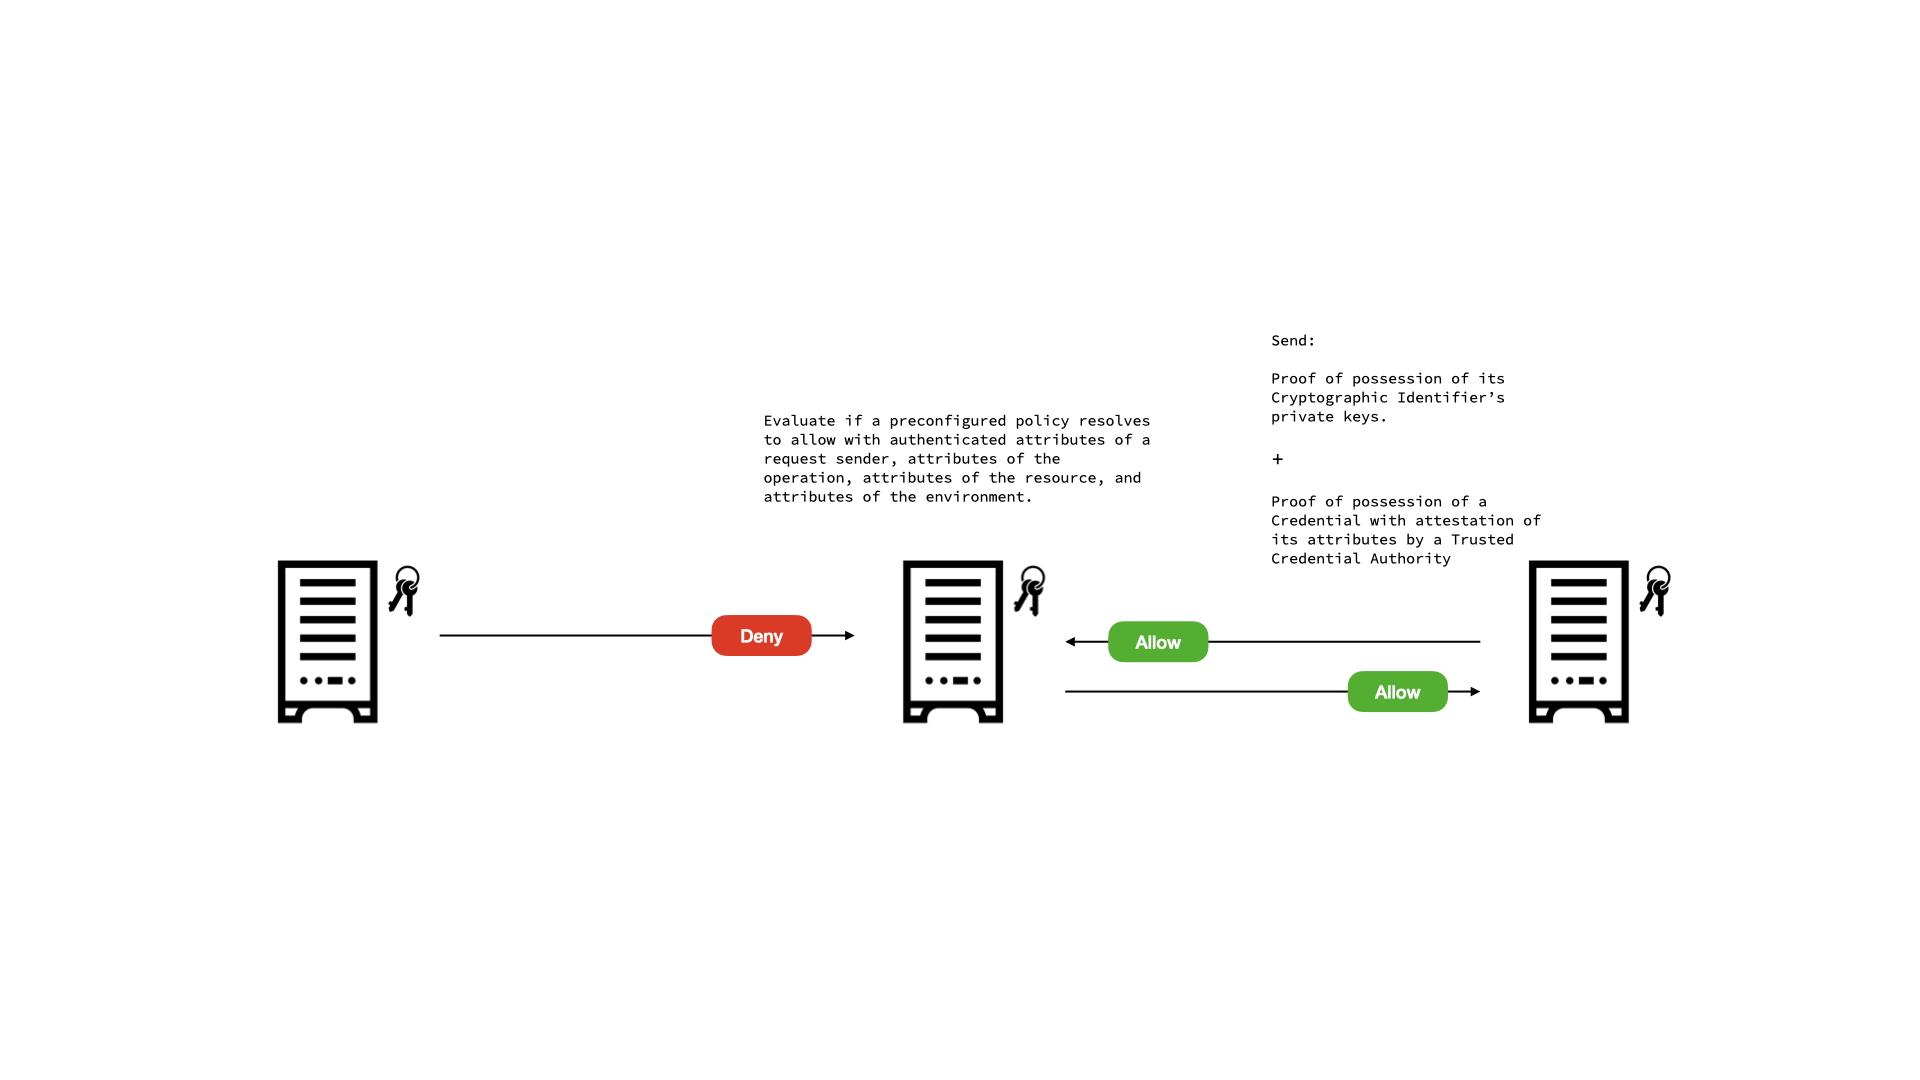 Send:
Proof of possession of its
Cryptographic Identifier’s
private keys.
+
Proof of possession of a
Credential with attestation of
its attributes by a Trusted
Credential Authority
Evaluate if a preconfigured policy resolves
to allow with authenticated attributes of a
request sender, attributes of the
operation, attributes of the resource, and
attributes of the environment.
Deny
Allow
Allow